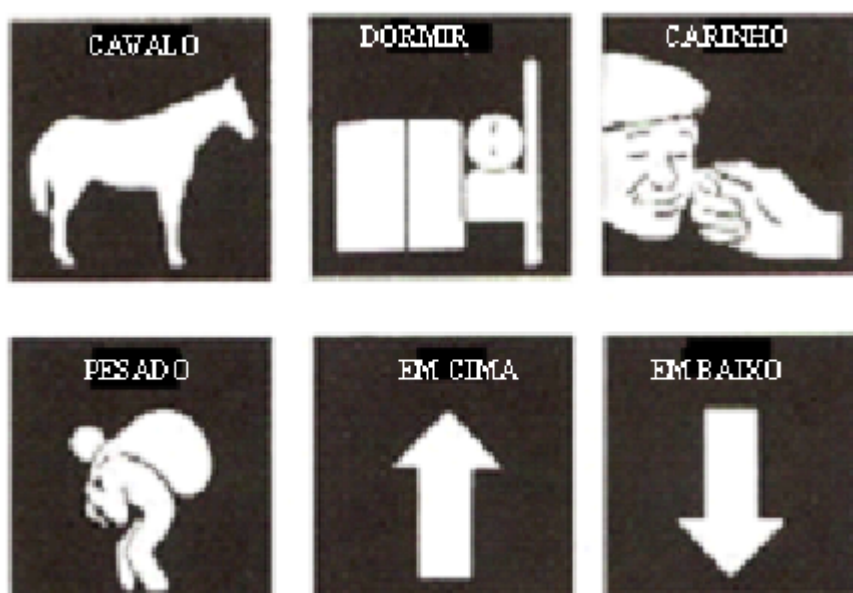 CAVALO
DORMIR
CARINHO
PESADO
EM CIMA
EM BAIXO